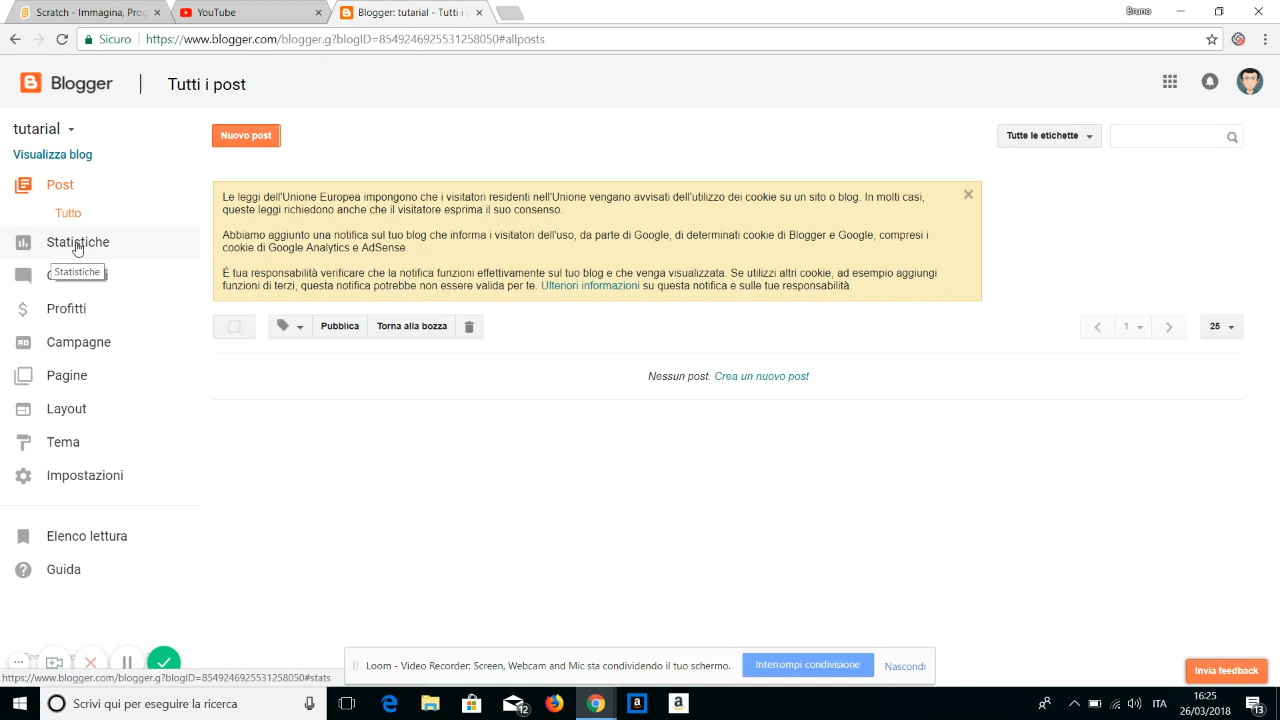 Scratch - Immagina, Prog
YouTube
Blogger: tutarial - Tutti i p
Bruno
Sicuro
https://www.blogger.com/blogger.g?blogID=8549246925531258050#allposts
Blogger
Tutti i post
tutarial
Visualizza blog
Nuovo post
Tutte le etichette
Post
Tutto
Statistiche
Statistiche
Profitti
Campagne
Pagine
Layout
Tema
Impostazioni
Elenco lettura
Guida
Le leggi dell'Unione Europea impongono che i visitatori residenti nell'Unione vengano avvisati dell'utilizzo dei cookie su un sito o blog. In molti casi,
queste leggi richiedono anche che il visitatore esprima il suo consenso.
Abbiamo aggiunto una notifica sul tuo blog che informa i visitatori dell'uso, da parte di Google, di determinati cookie di Blogger e Google, compresi i
cookie di Google Analytics e AdSense.
È tua responsabilità verificare che la notifica funzioni effettivamente sul tuo blog e che venga visualizzata. Se utilizzi altri cookie, ad esempio aggiungi
funzioni di terzi, questa notifica potrebbe non essere valida per te. Ulteriori informazioni su questa notifica e sulle tue responsabilità.
Pubblica
Torna alla bozza
1
25
Nessun post. Crea un nuovo post
Loom - Video Recorder: Screen, Webcam and Mic sta condividendo il tuo schermo.
Interrompi condivisione
Nascondi
Invia feedback
https://www.blogger.com/blogger.g?blogID=8549246925531258050#stats
Scrivi qui per eseguire la ricerca
12
ITA
16:25
26/03/2018
13